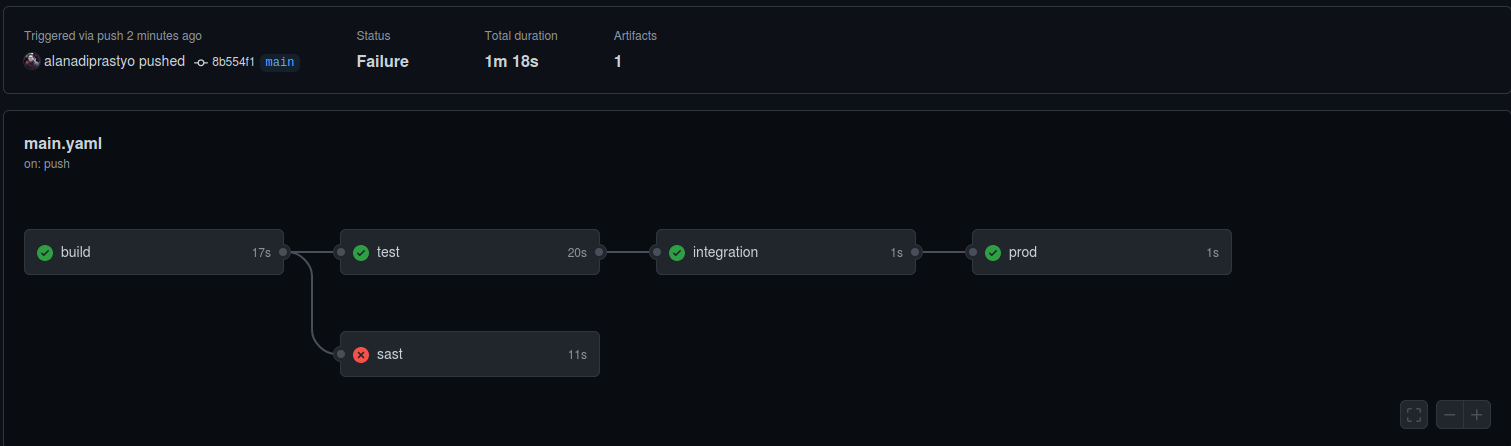 Triggered via push 2 minutes ago
alanadiprastyo pushed 8b554f1 main
Status
Failure
Total duration
1m 18s
Artifacts
1
main.yaml
on: push
build 17s
test 20s
integration 1s
prod 1s
sast 11s